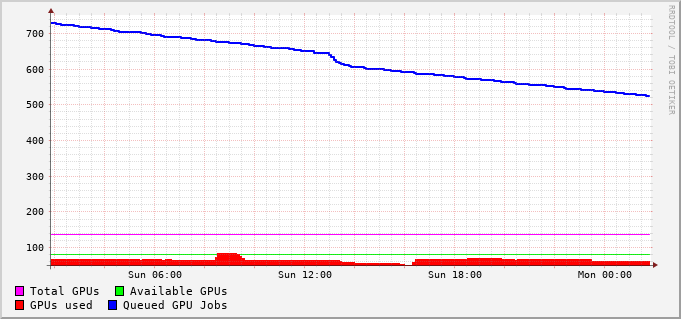 700
600
500
400
300
200
100
Sun 06:00 Sun 12:00 Sun 18:00 Mon 00:00
Total GPUs Available GPUs
GPUs used Queued GPU Jobs
RRDTOOL / TOBI OETIKER